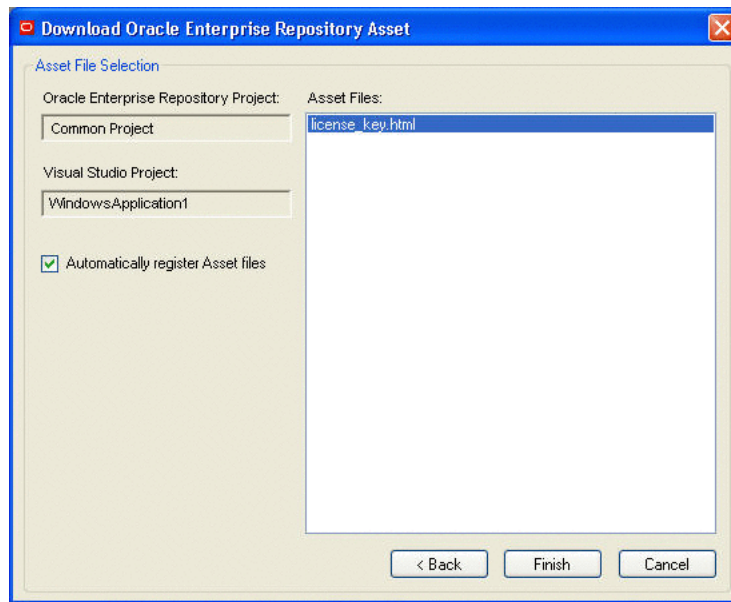 Download Oracle Enterprise Repository Asset
Asset File Selection
Oracle Enterprise Repository Project:
Common Project
Visual Studio Project:
WindowsApplication1
Automatically register Asset files
Asset Files:
license_key.html
< Back
Finish
Cancel